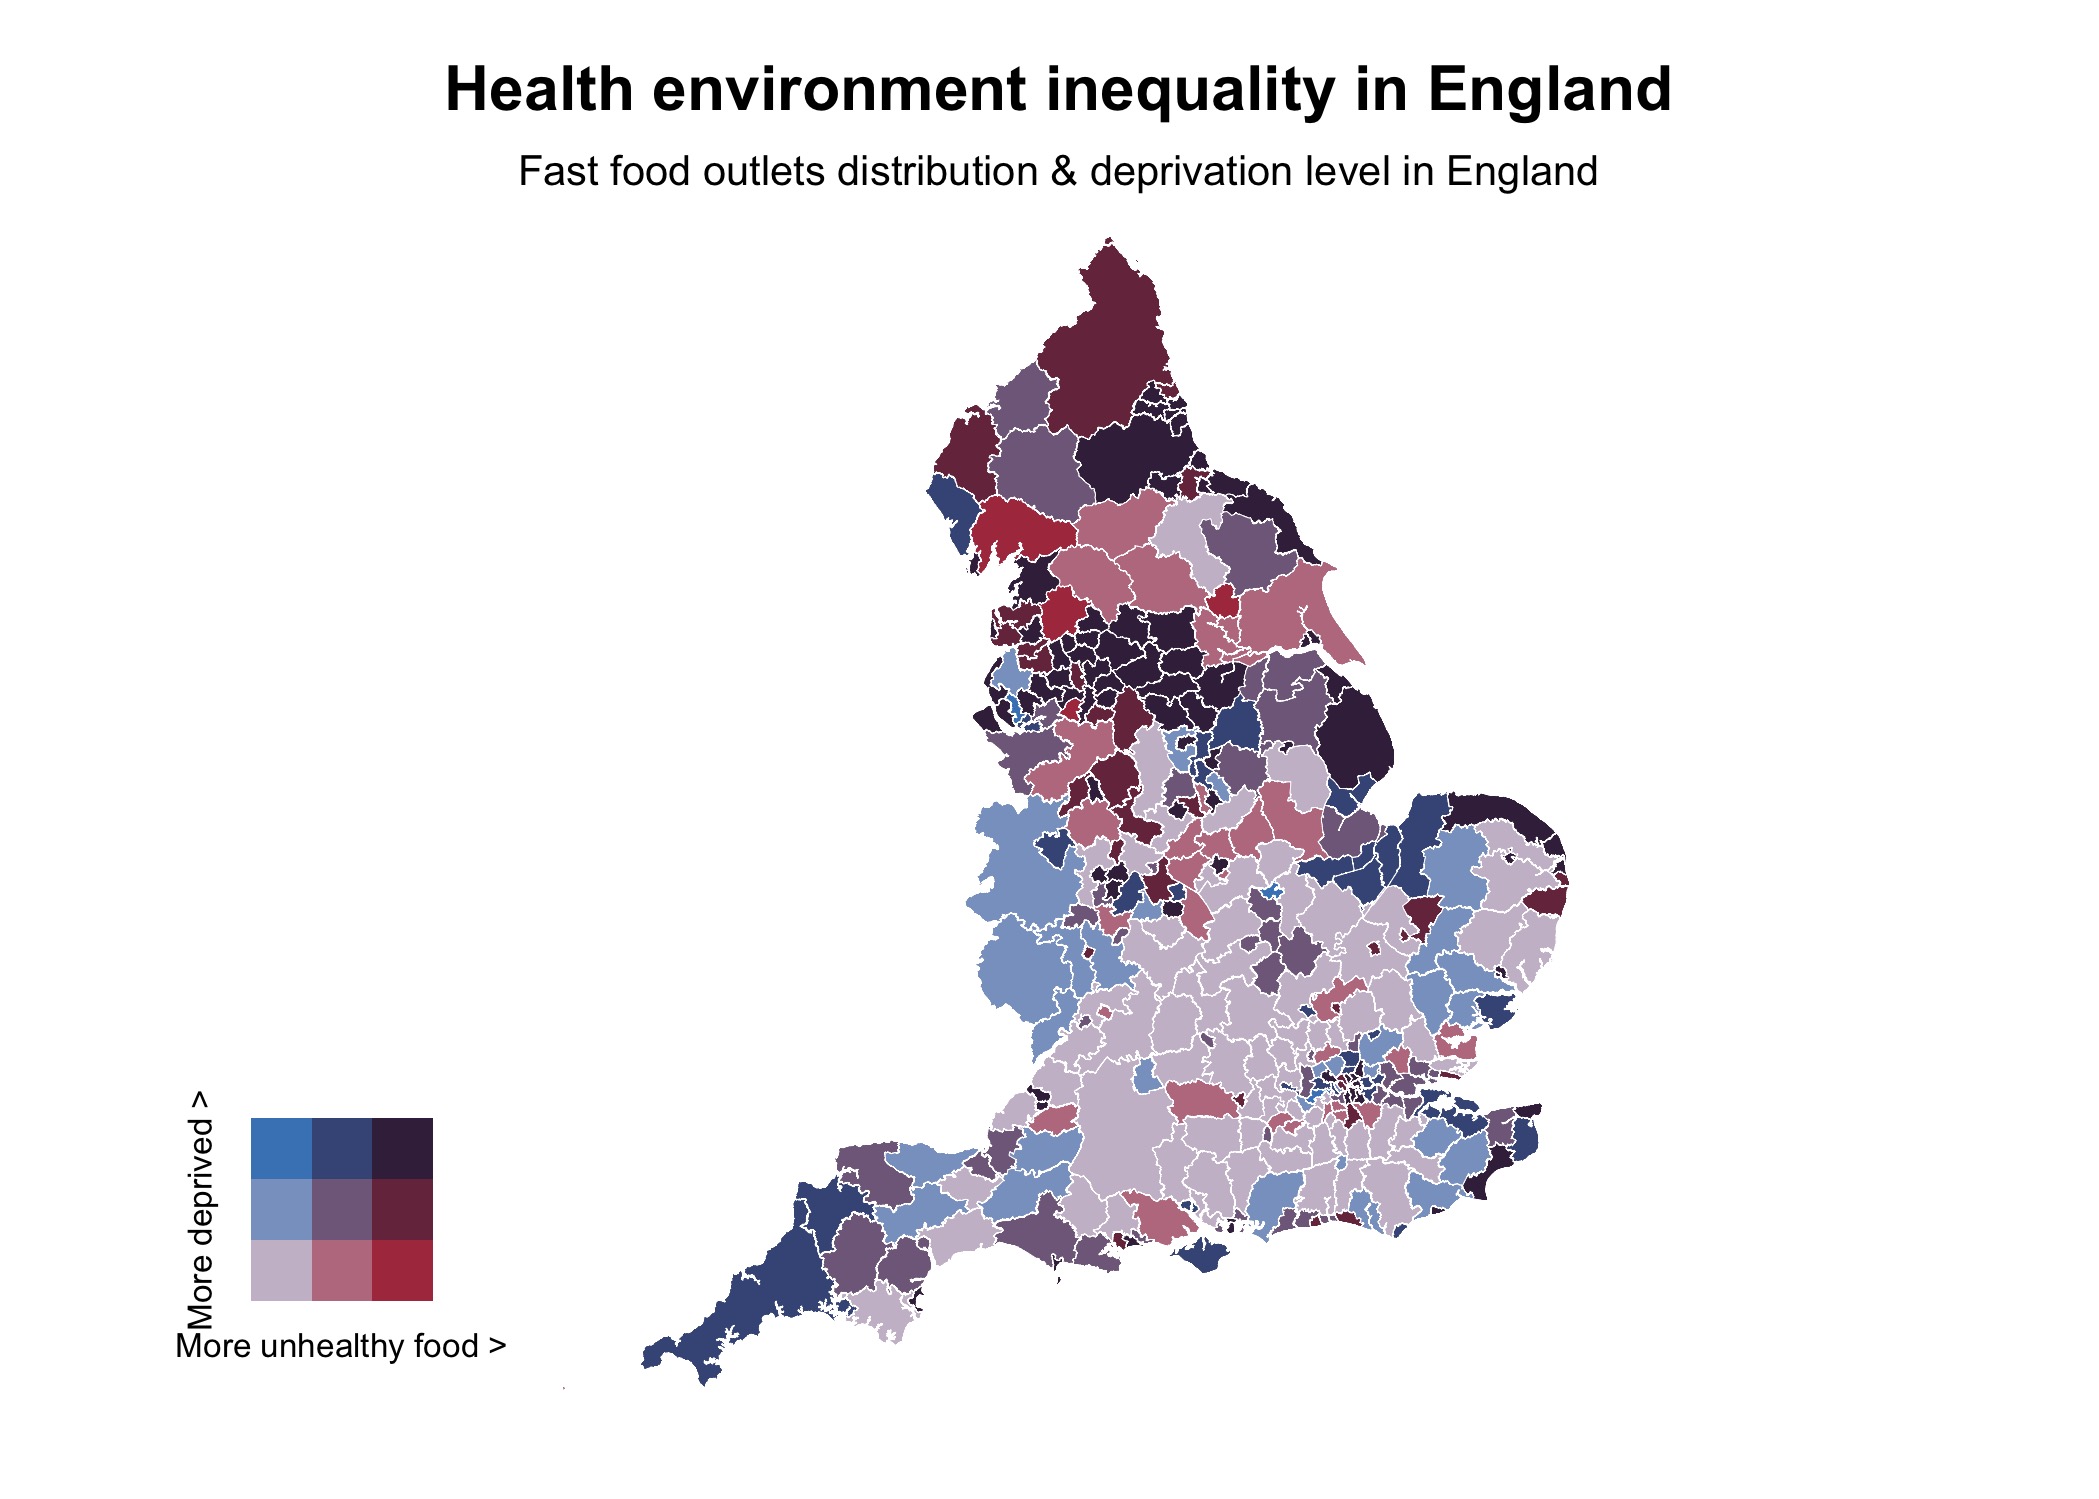 Health environment inequality in England
Fast food outlets distribution & deprivation level in England
More deprived >
More unhealthy food >